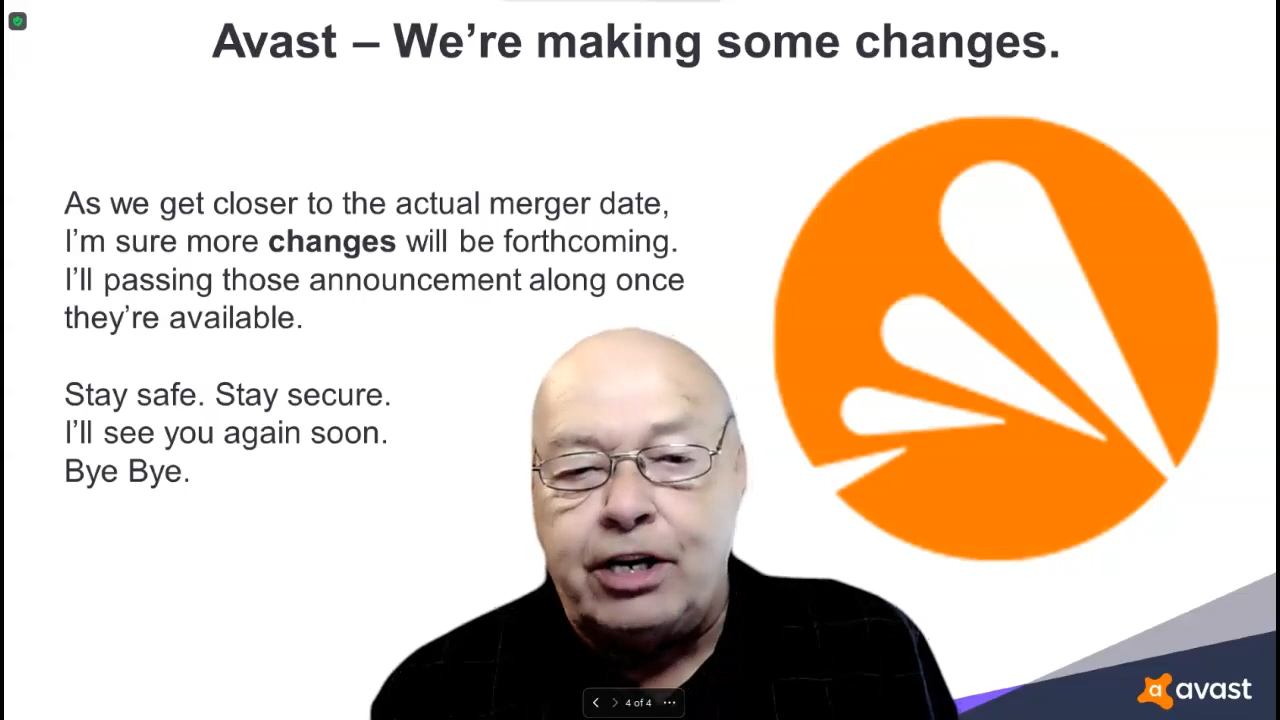 Avast – We’re making some changes.
As we get closer to the actual merger date,
I’m sure more changes will be forthcoming.
I’ll passing those announcement along once
they’re available.
Stay safe. Stay secure.
I’ll see you again soon.
Bye Bye.
avast
4 of 4